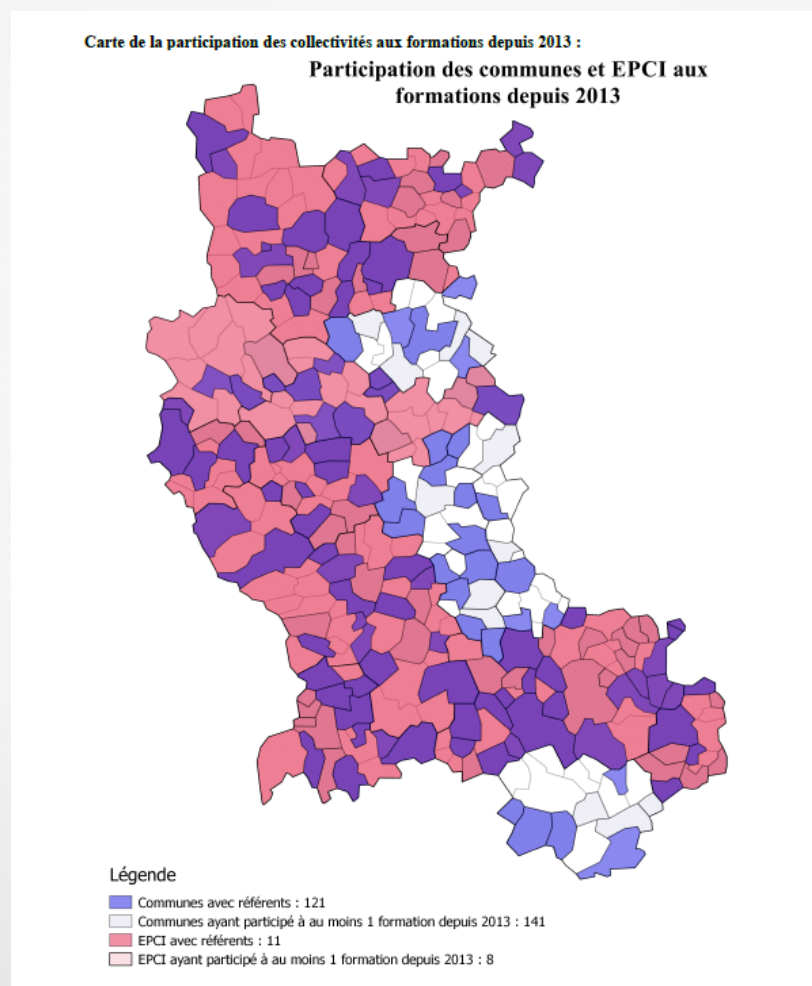 Carte de la participation des collectivités aux formations depuis 2013 :
Participation des communes et EPCI aux
formations depuis 2013
Légende
Communes avec référents : 121
Communes ayant participé à au moins 1 formation depuis 2013 : 141
EPCI avec référents : 11
EPCI ayant participé à au moins 1 formation depuis 2013 : 8